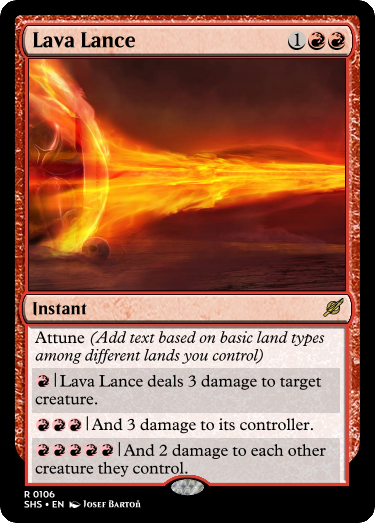 Lava Lance 1
Instant
Attune (Add text based on basic land types
among different lands you control)
|Lava Lance deals 3 damage to target
creature.
|And 3 damage to its controller.
|And 2 damage to each other
creature they control.
R 0106
SHS • EN Josef Bartoň